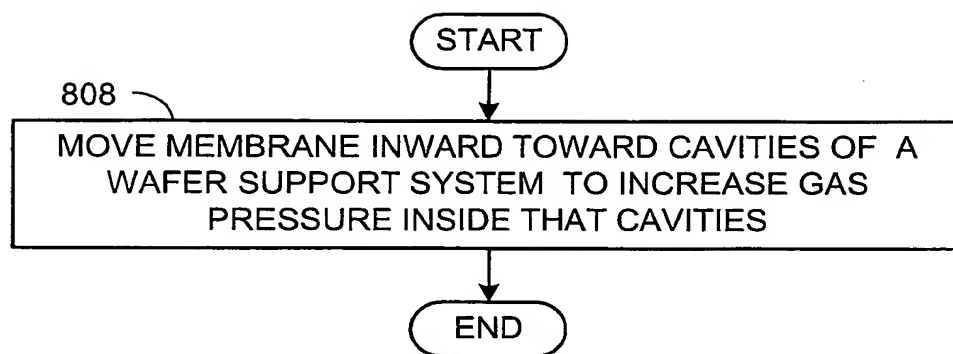 START
808
MOVE MEMBRANE INWARD TOWARD CAVITIES OF A
WAFER SUPPORT SYSTEM TO INCREASE GAS
PRESSURE INSIDE THAT CAVITIES
END